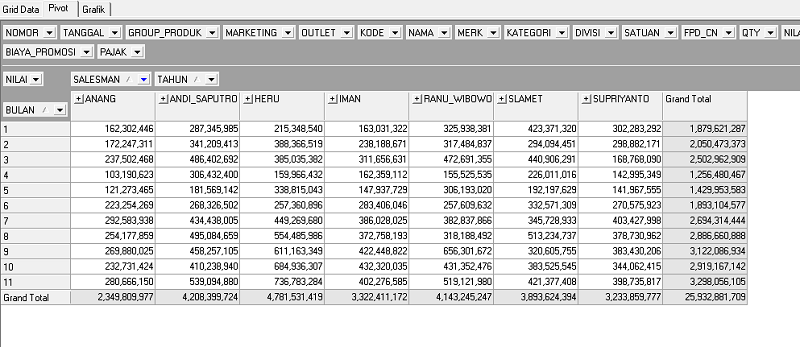 Grid Data Pivot Grafik
NOMOR TANGGAL GROUP_PRODUK MARKETING OUTLET KODE NAMA MERK KATEGORI DIVISI SATUAN FPD_CN QTY NILA
BIAYA_PROMOSI PAJAK
NILAI SALESMAN TAHUN
BULAN ANANG ANDI_SAPUTRO HERU IMAN RANU_WIBOWO SLAMET SUPRIYANTO Grand Total
1 162,302,446 287,345,985 215,348,540 163,031,322 325,938,381 423,371,320 302,283,292 1,879,621,287
2 172,247,311 341,209,413 388,366,519 238,188,671 317,484,837 294,094,451 298,882,171 2,050,473,373
3 237,502,468 486,402,692 385,035,382 311,656,631 472,691,355 440,906,291 168,768,090 2,502,962,909
4 103,190,623 306,432,400 159,966,432 162,359,112 155,525,535 226,011,016 142,995,349 1,256,480,467
5 121,273,465 181,569,142 338,815,043 147,937,729 306,193,020 192,197,629 141,967,555 1,429,953,583
6 223,254,269 268,326,502 257,360,896 283,406,046 257,609,632 332,571,309 270,575,923 1,893,104,577
7 292,583,938 434,438,005 449,269,680 386,028,025 382,837,866 345,728,933 403,427,998 2,694,314,444
8 254,177,859 495,084,659 554,485,986 372,758,193 318,188,492 513,234,737 378,730,962 2,886,660,888
9 269,880,025 458,257,105 611,163,349 422,448,822 656,301,672 320,605,755 383,430,206 3,122,086,934
10 232,731,424 410,238,940 684,936,307 432,320,035 431,352,476 383,525,545 344,062,415 2,919,167,142
11 280,666,150 539,094,880 736,783,284 402,276,585 519,121,980 421,377,408 398,735,817 3,298,056,105
Grand Total 2,349,809,977 4,208,399,724 4,781,531,419 3,322,411,172 4,143,245,247 3,893,624,394 3,233,859,777 25,932,881,709